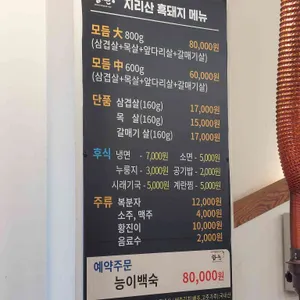 지리산 흑돼지 메뉴
모듬 大 800g 80,000원
(삼겹살+목살+앞다리살+갈매기살)
모듬 中 600g 60,000원
(삼겹살+목살+앞다리살+갈매기살)
단품 삼겹살(160g) 17,000원
목 살(160g) 15,000원
갈매기 살(160g) 17,000원
후식 냉면 - 7,000원 소면 - 5,000원
누룽지 - 3,000원 공기밥 - 2,000원
시래기국 - 5,000원 계란찜 - 5,000원
주류 복분자 12,000원
소주, 맥주 4,000원
황진이 10,000원
음료수 2,000원
예약주문
능이백숙 80,000원